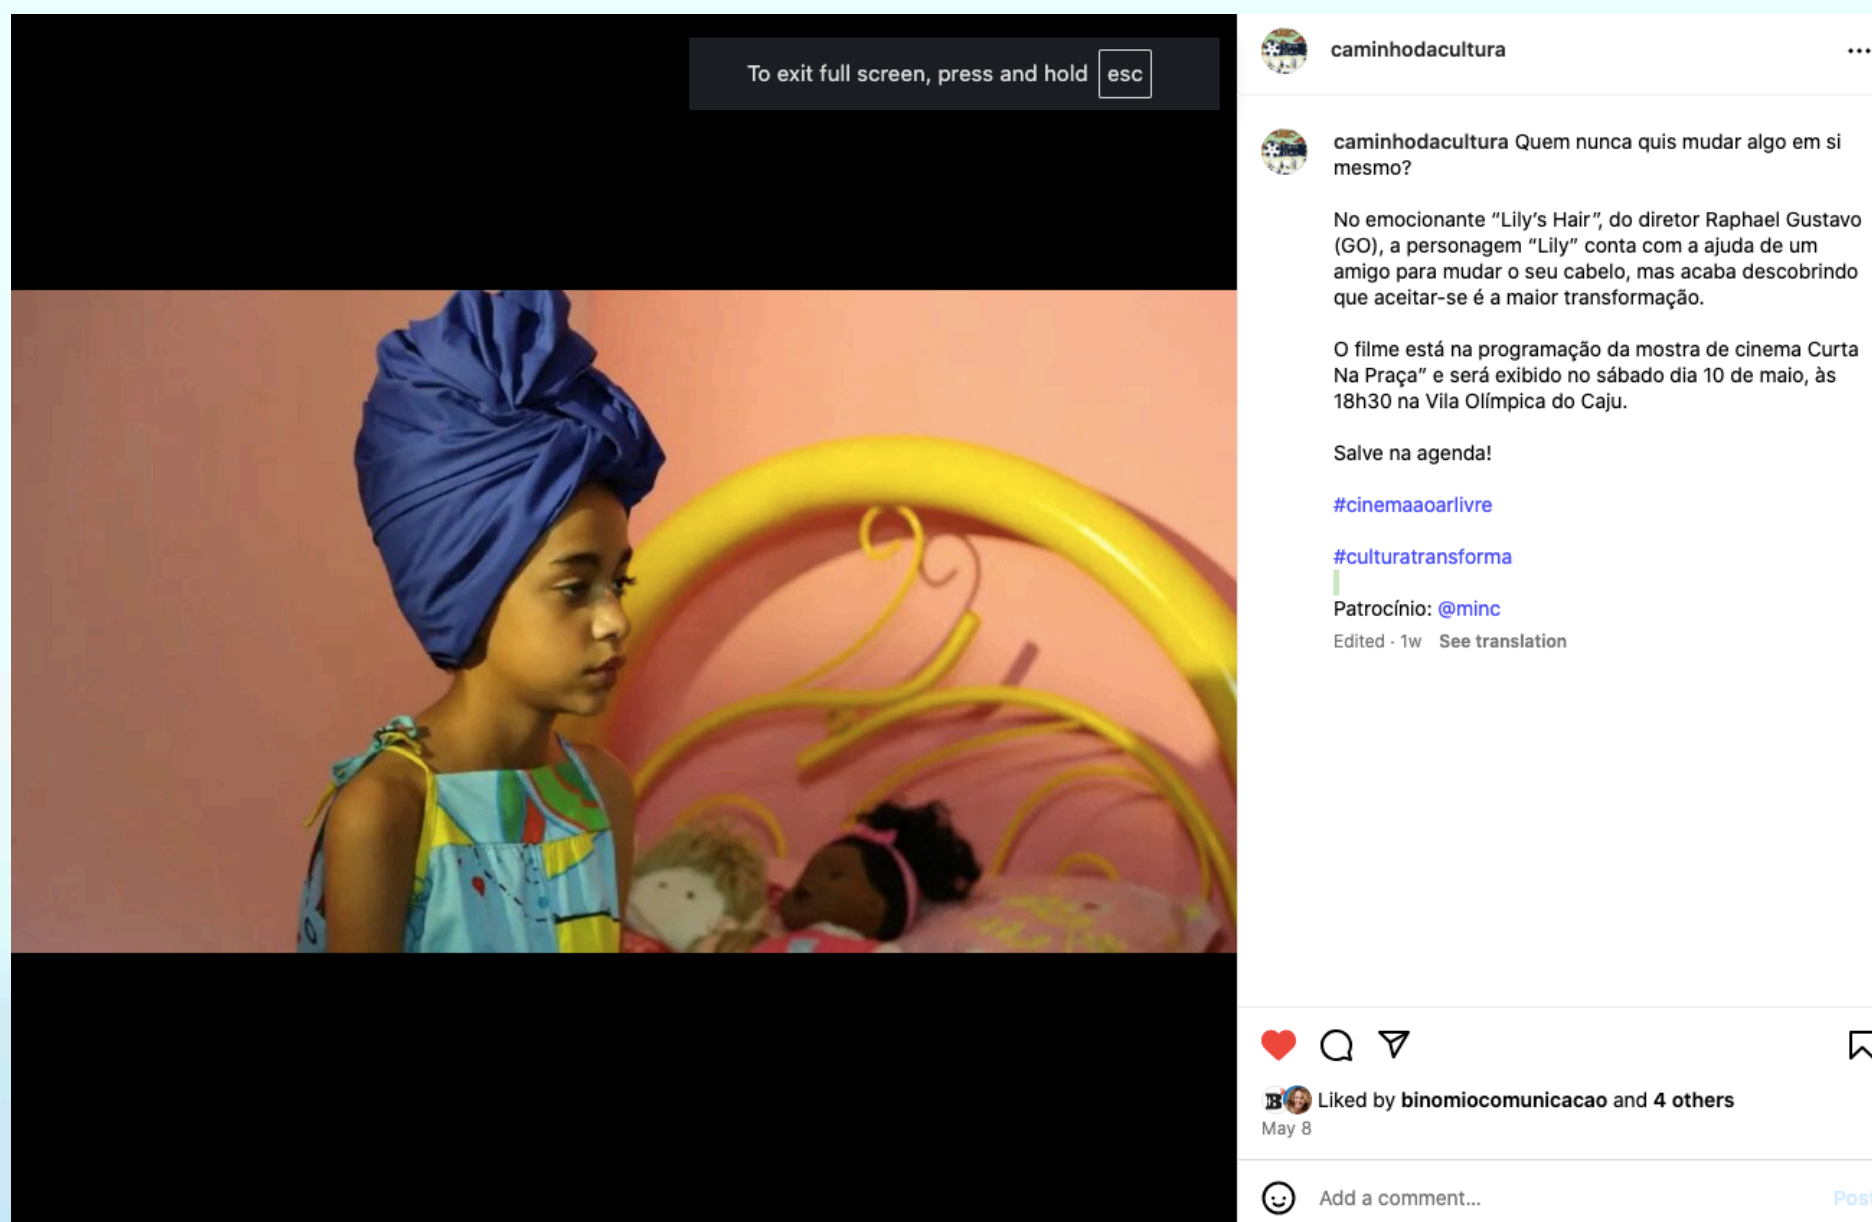 To exit full screen, press and hold esc
caminhodacultura
caminhodacultura Quem nunca quis mudar algo em si
mesmo?
No emocionante “Lily’s Hair”, do diretor Raphael Gustavo
(GO), a personagem “Lily” conta com a ajuda de um
amigo para mudar o seu cabelo, mas acaba descobrindo
que aceitar-se é a maior transformação.
O filme está na programação da mostra de cinema Curta
Na Praça” e será exibido no sábado dia 10 de maio, às
18h30 na Vila Olímpica do Caju.
Salve na agenda!
#cinemaaoarlivre
#culturatransforma
Patrocínio: @minc
Edited · 1w See translation
Liked by binomiocomunicacao and 4 others
May 8
Add a comment...
Post